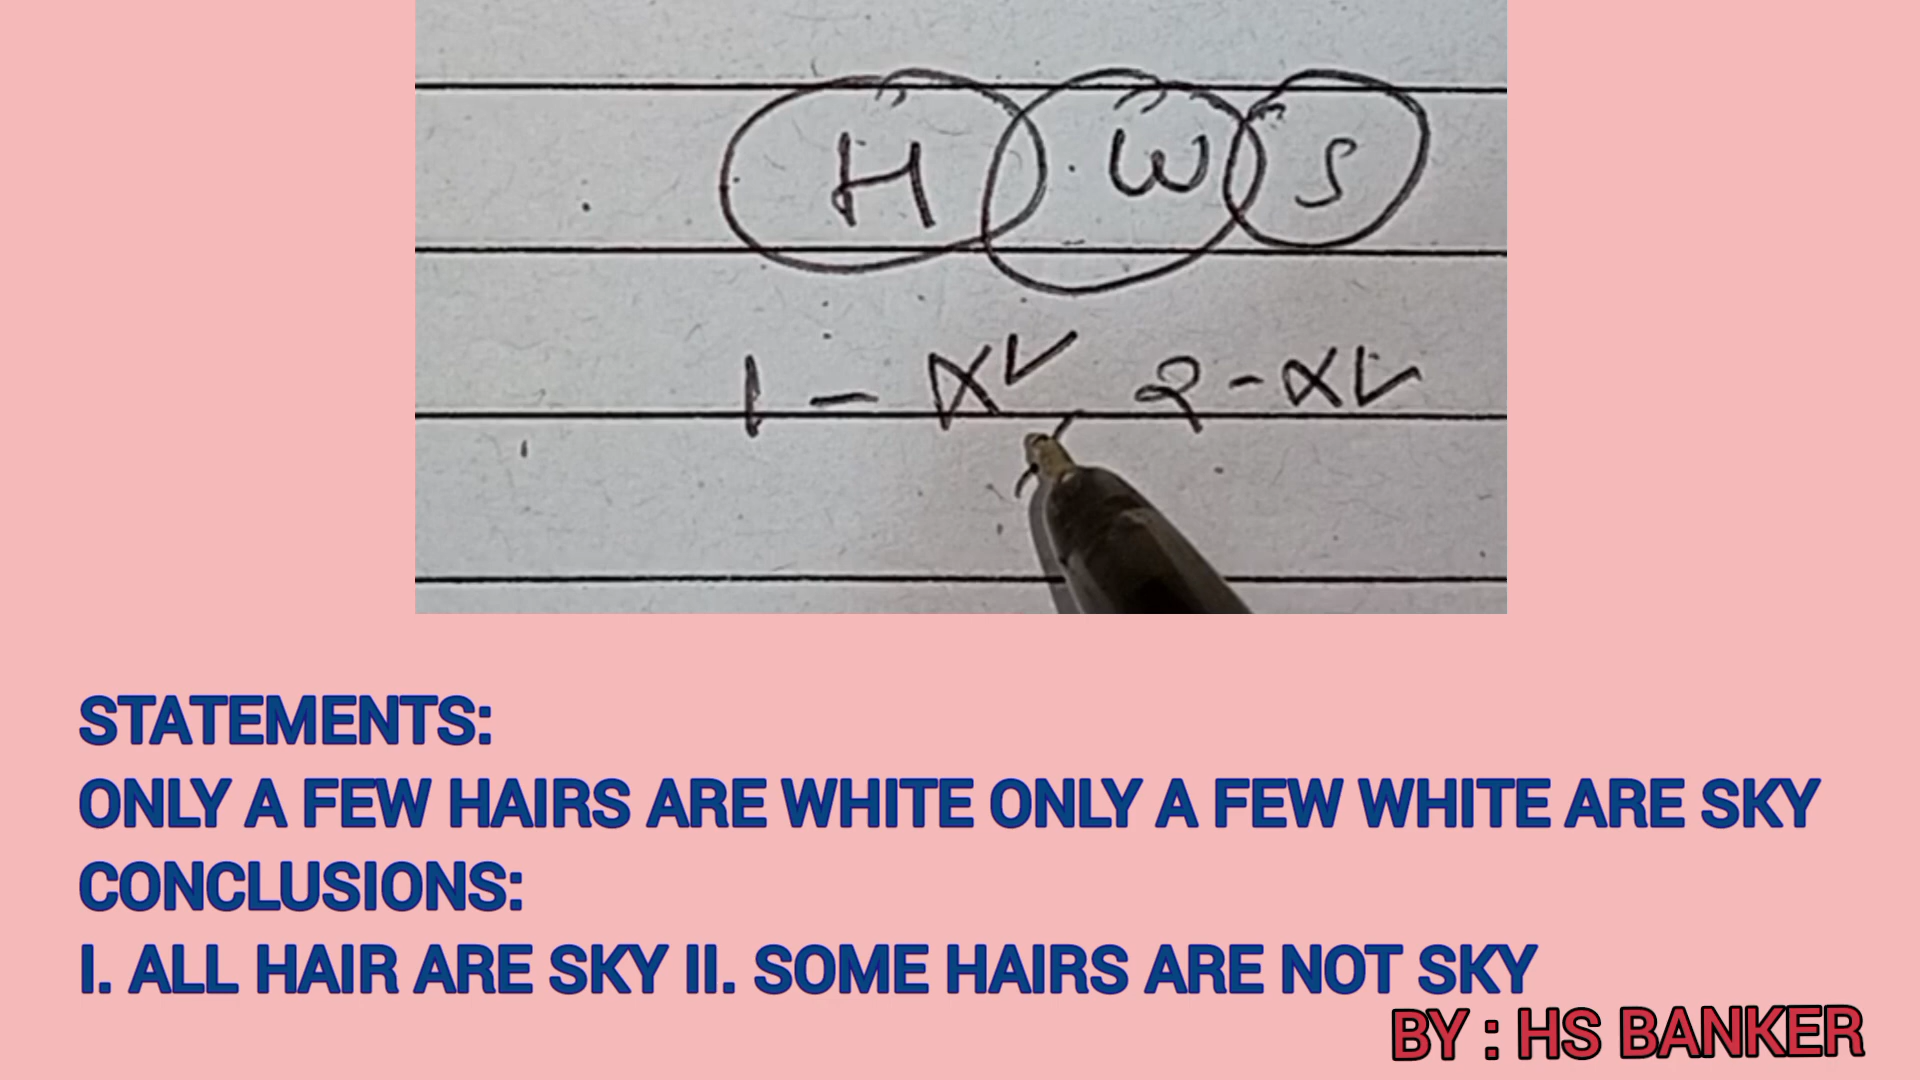 H W S
1 - X✓ 2 - X✓
STATEMENTS:
ONLY A FEW HAIRS ARE WHITE ONLY A FEW WHITE ARE SKY
CONCLUSIONS:
I. ALL HAIR ARE SKY II. SOME HAIRS ARE NOT SKY
BY : HS BANKER